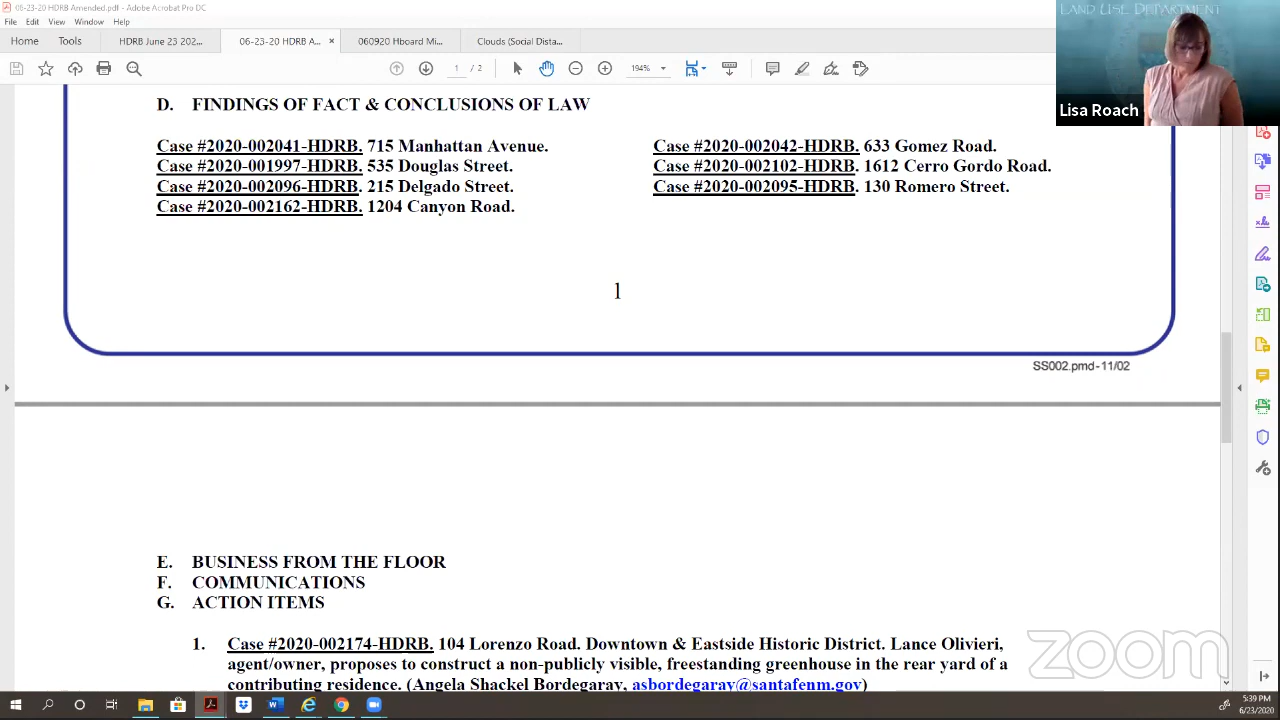 06-23-20 HDRB Amended.pdf - Adobe Acrobat Pro DC
File Edit View Window Help
Home Tools HDRB June 23 202... 06-23-20 HDRB A... × 060920 Hboard Mi... Clouds (Social Dista...
1 / 2 194%
LAND USE DEPARTMENT
Lisa Roach
D. FINDINGS OF FACT & CONCLUSIONS OF LAW
Case #2020-002041-HDRB. 715 Manhattan Avenue. Case #2020-002042-HDRB. 633 Gomez Road.
Case #2020-001997-HDRB. 535 Douglas Street. Case #2020-002102-HDRB. 1612 Cerro Gordo Road.
Case #2020-002096-HDRB. 215 Delgado Street. Case #2020-002095-HDRB. 130 Romero Street.
Case #2020-002162-HDRB. 1204 Canyon Road.
1
SS002.pmd-11/02
E. BUSINESS FROM THE FLOOR
F. COMMUNICATIONS
G. ACTION ITEMS
1. Case #2020-002174-HDRB. 104 Lorenzo Road. Downtown & Eastside Historic District. Lance Olivieri,
agent/owner, proposes to construct a non-publicly visible, freestanding greenhouse in the rear yard of a
contributing residence. (Angela Shackel Bordegaray, asbordegaray@santafenm.gov)
zoom
5:39 PM
6/23/2020